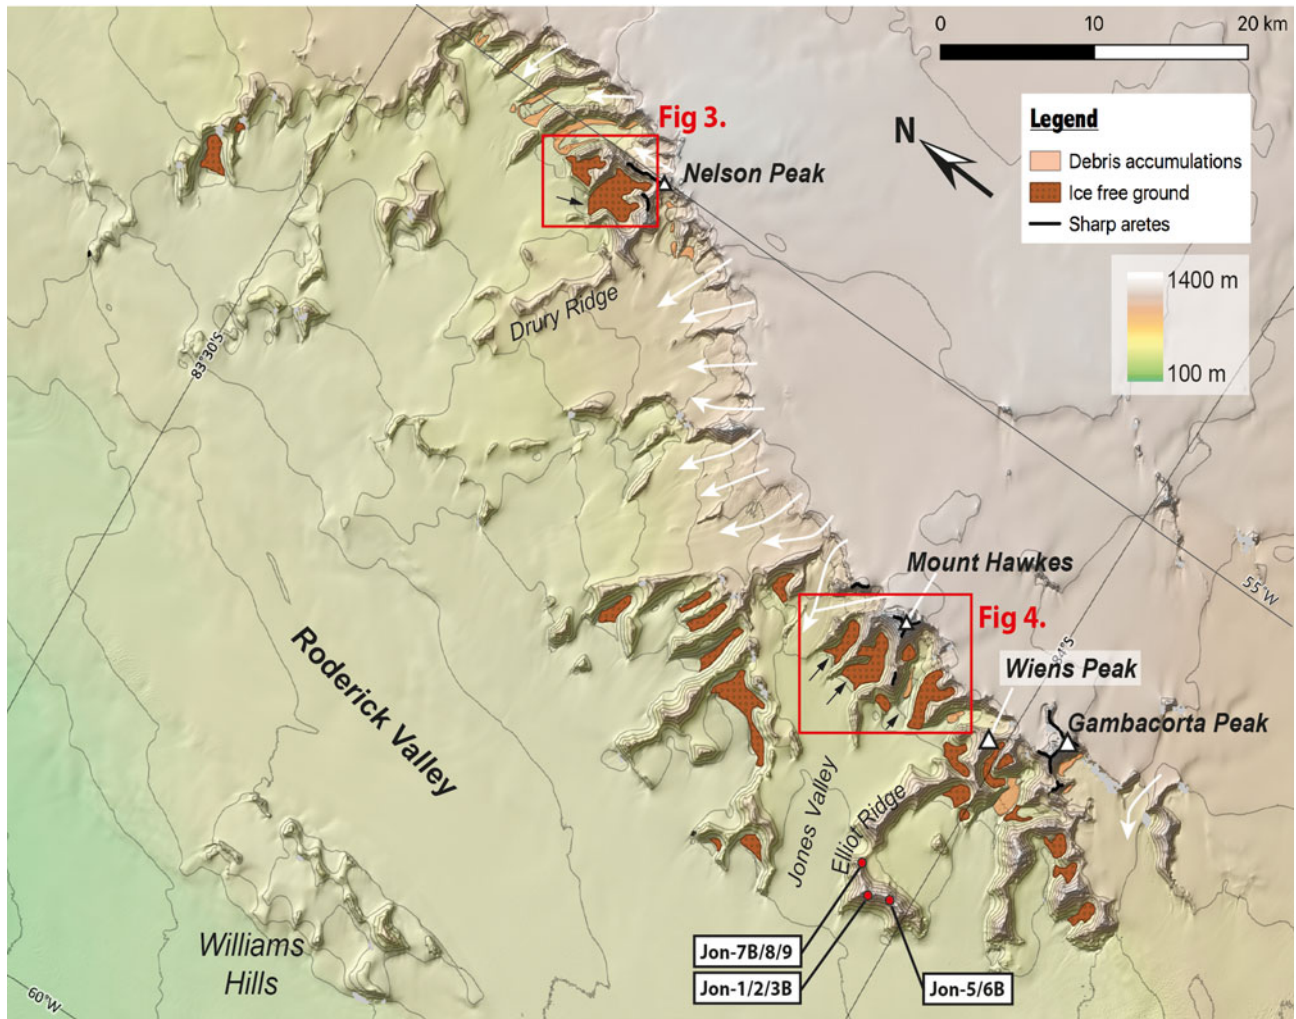 0 10 20 km
Fig 3.
N
Legend
Debris accumulations
Ice free ground
Sharp aretes
Nelson Peak
1400 m
100 m
Drury Ridge
83°30'S
Mount Hawkes
55°W
Fig 4.
84°S
Wiens Peak
Roderick Valley
Gambacorta Peak
Jones Valley
Elliot Ridge
Williams
Hills
Jon-7B/8/9
Jon-1/2/3B
Jon-5/6B
60°W